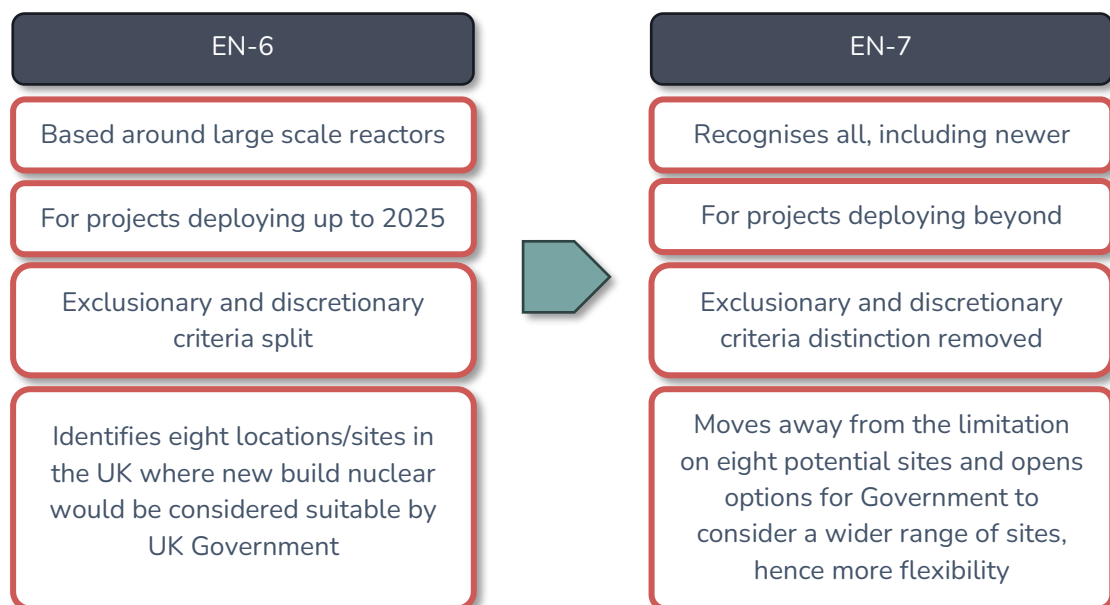 EN-6
Based around large scale reactors
For projects deploying up to 2025
Exclusionary and discretionary
criteria split
Identifies eight locations/sites in
the UK where new build nuclear
would be considered suitable by
UK Government
EN-7
Recognises all, including newer
For projects deploying beyond
Exclusionary and discretionary
criteria distinction removed
Moves away from the limitation
on eight potential sites and opens
options for Government to
consider a wider range of sites,
hence more flexibility